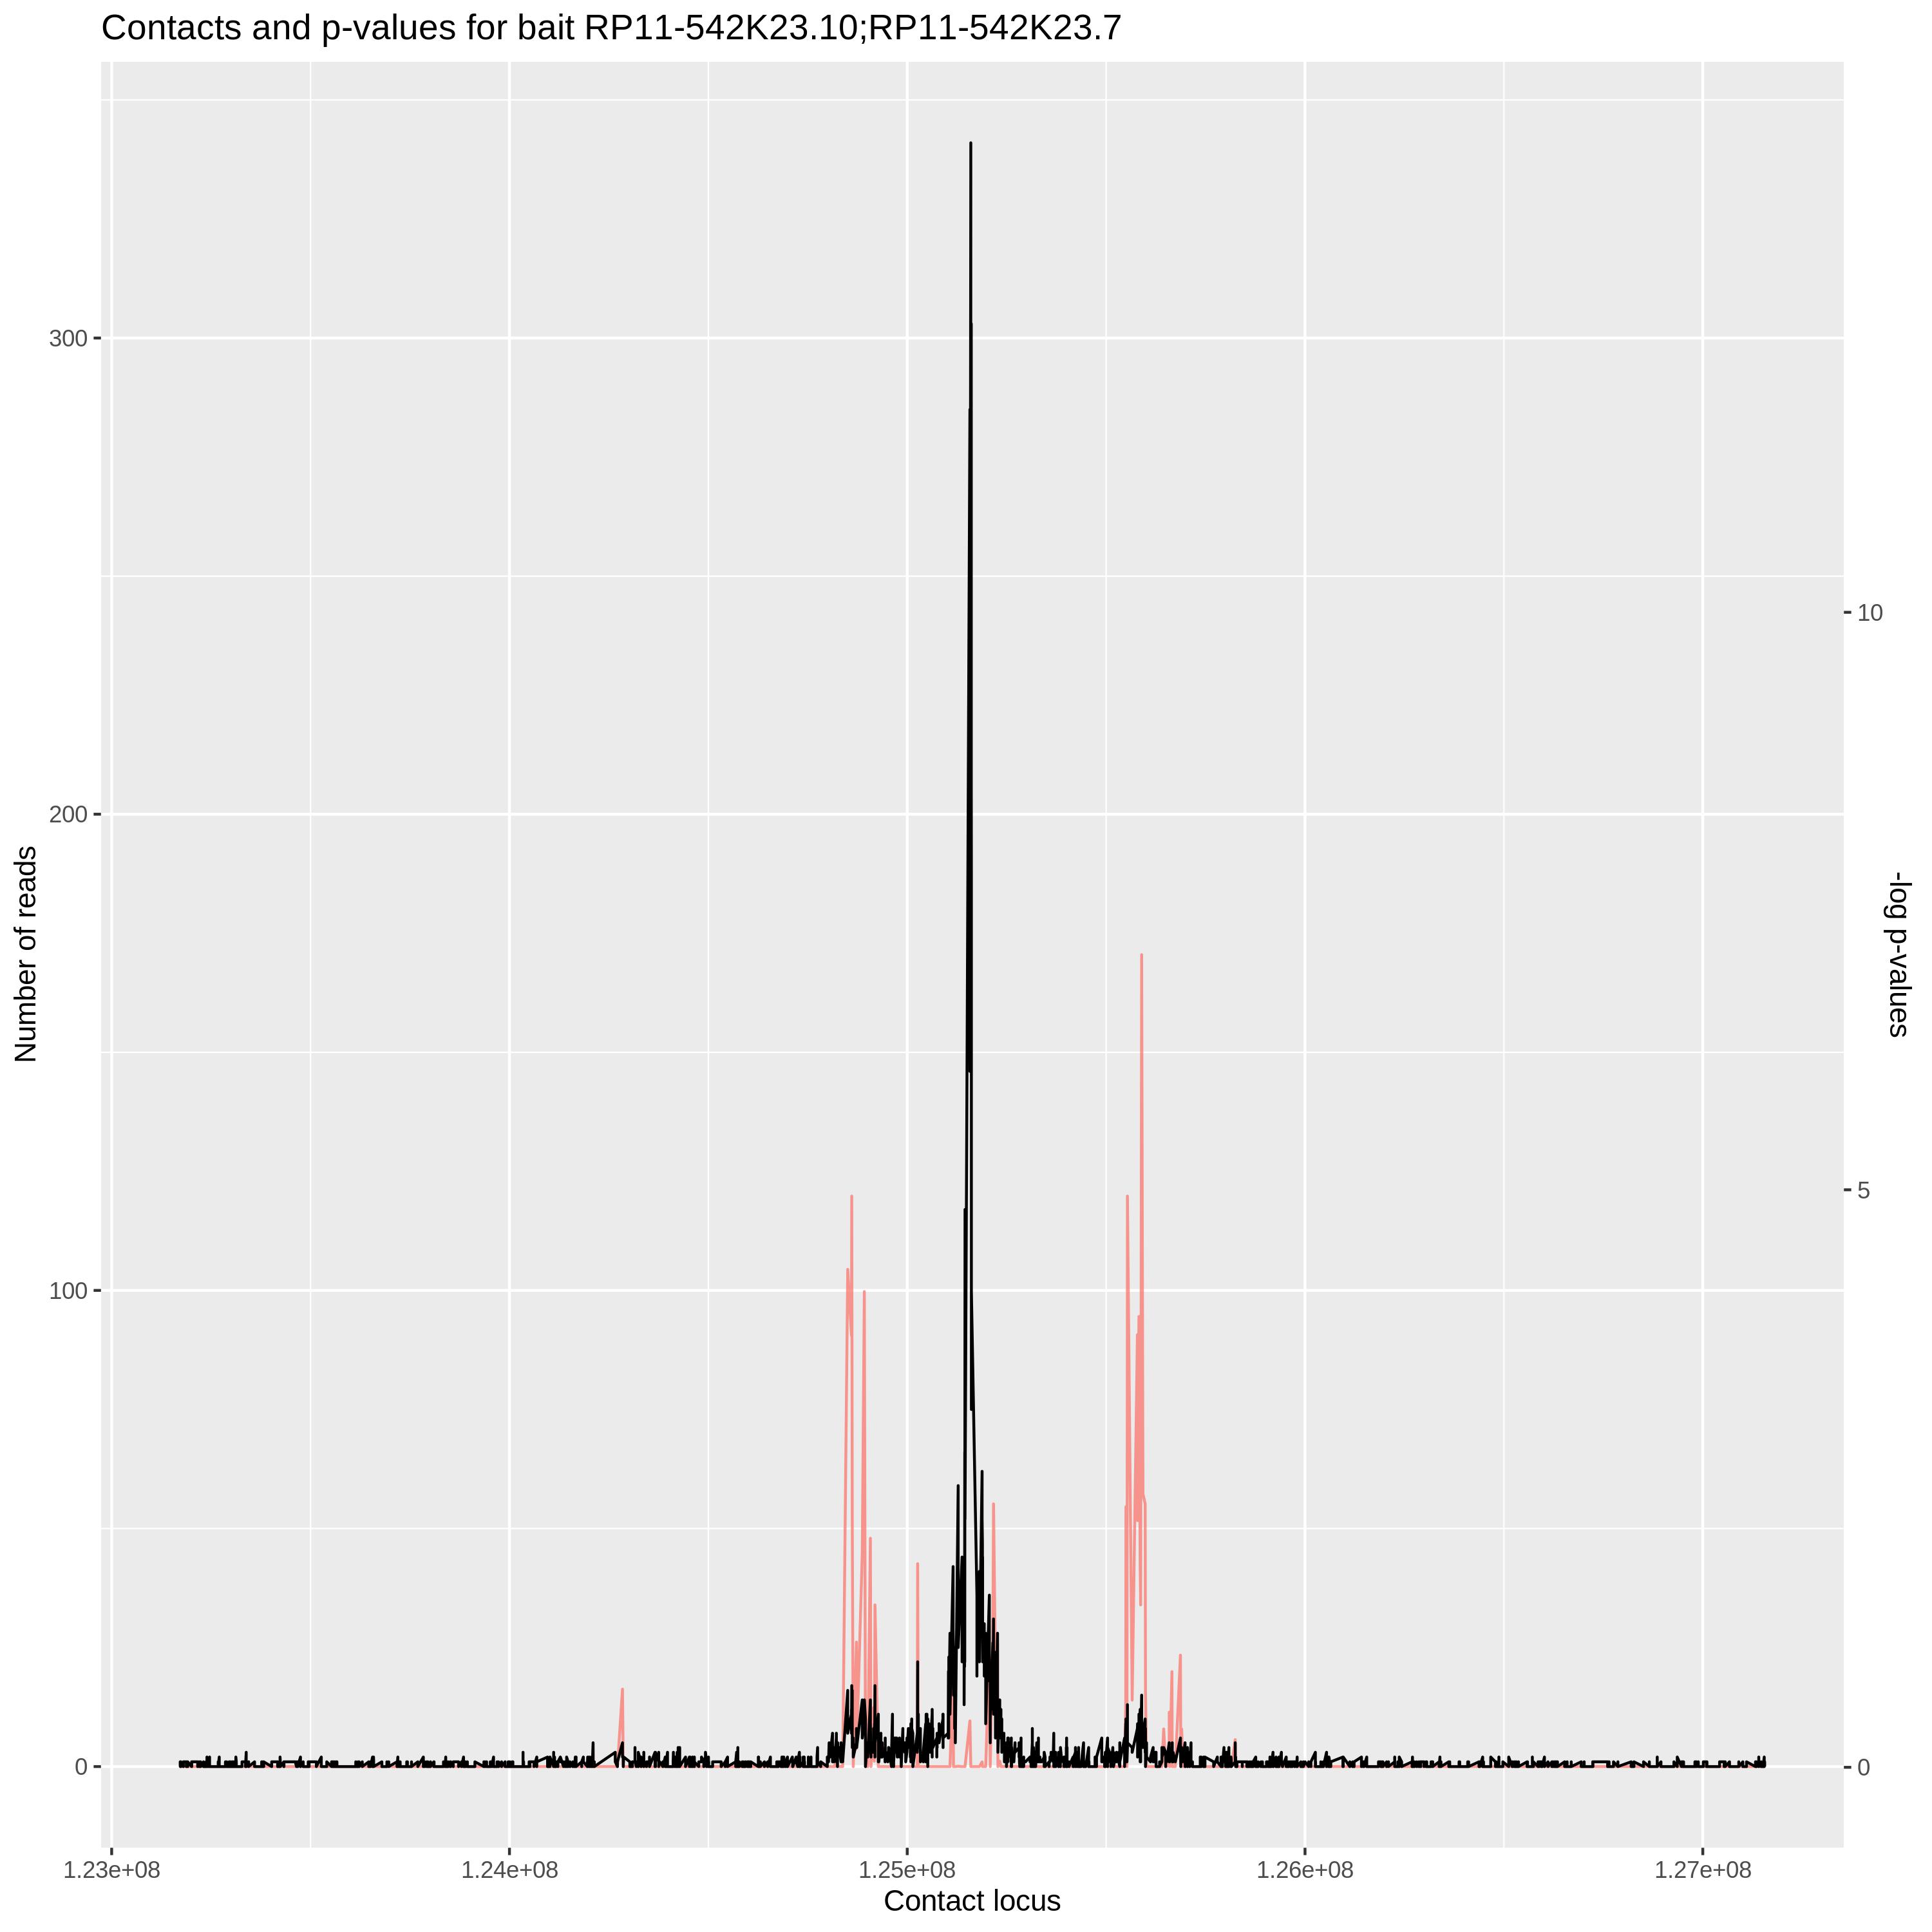 Contacts and p-values for bait RP11-542K23.10;RP11-542K23.7
300
200
100
0
Number of reads
10
5
0
-log p-values
1.23e+08
1.24e+08
1.25e+08
1.26e+08
1.27e+08
Contact locus